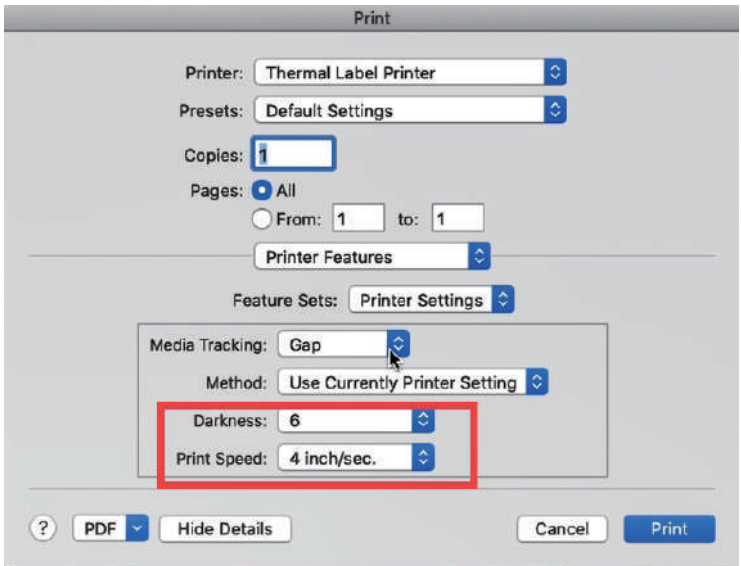 Print
Printer: Thermal Label Printer
Presets: Default Settings
Copies: 1
Pages: All
From: 1 to: 1
Printer Features
Feature Sets: Printer Settings
Media Tracking: Gap
Method: Use Currently Printer Setting
Darkness: 6
Print Speed: 4 inch/sec.
? PDF Hide Details Cancel Print